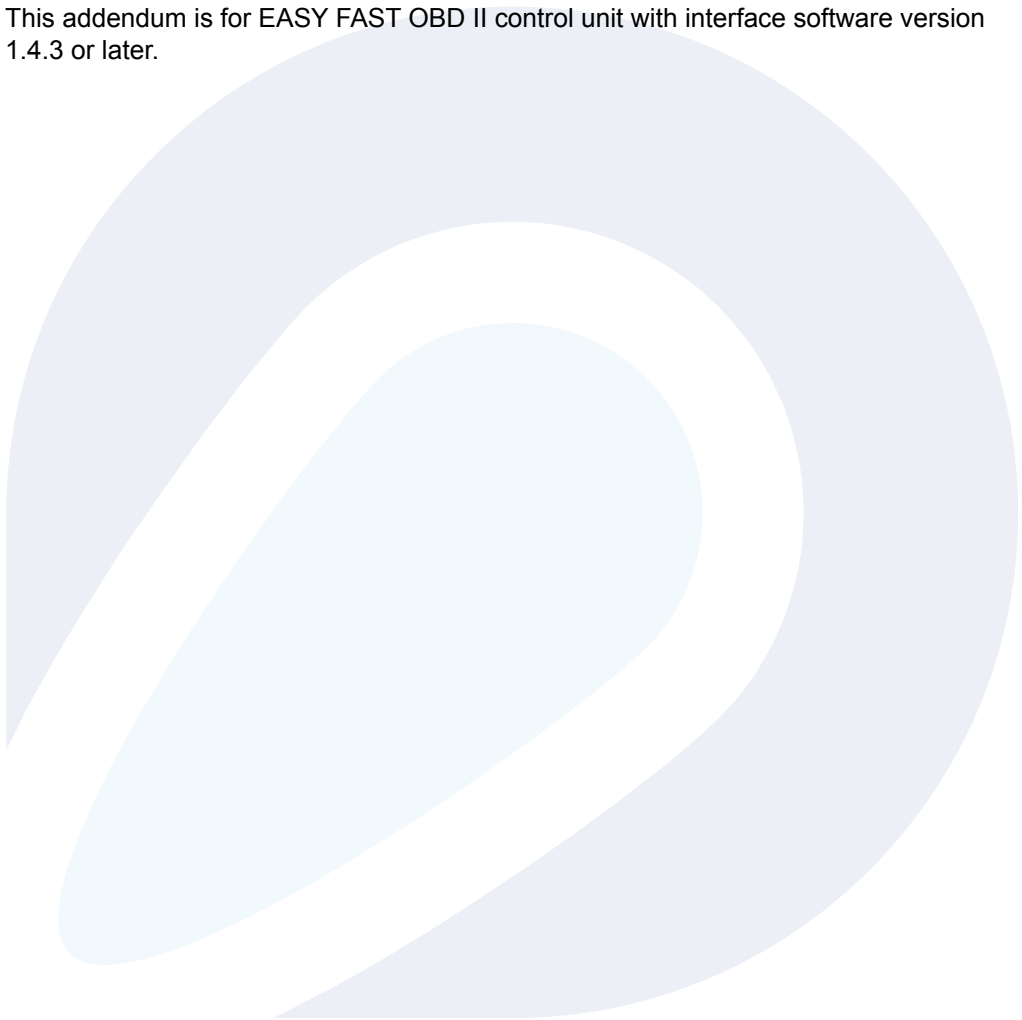 This addendum is for EASY FAST OBD II control unit with interface software version
1.4.3 or later.